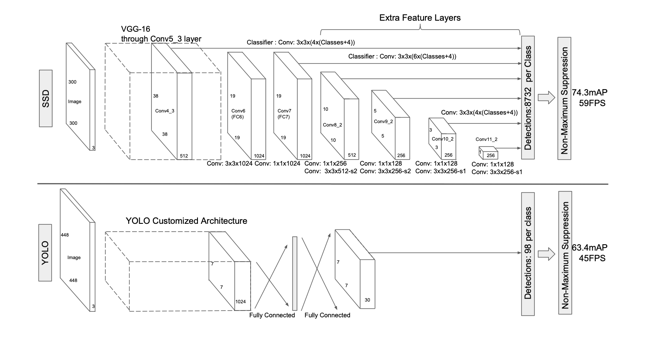 Extra Feature Layers
VGG-16
through Conv5_3 layer
Classifier : Conv: 3x3x(4x(Classes+4))
Classifier : Conv: 3x3x(6x(Classes+4))
Conv: 3x3x(4x(Classes+4))
SSD
300
Image
300
3
38
Conv4_3
38
512
19
Conv6
(FC6)
19
1024
19
Conv7
(FC7)
19
1024
10
Conv8_2
10
512
5
Conv9_2
5
256
3
Conv10_2
3
256
Conv11_2
1
256
Conv: 3x3x1024
Conv: 1x1x1024
Conv: 1x1x256
Conv: 3x3x512-s2
Conv: 1x1x128
Conv: 3x3x256-s2
Conv: 1x1x128
Conv: 3x3x256-s1
Conv: 1x1x128
Conv: 3x3x256-s1
Detections:8732 per Class
Non-Maximum Suppression
74.3mAP
59FPS
YOLO Customized Architecture
YOLO
448
Image
448
3
7
7
1024
Fully Connected
Fully Connected
7
7
30
Detections: 98 per class
Non-Maximum Suppression
63.4mAP
45FPS